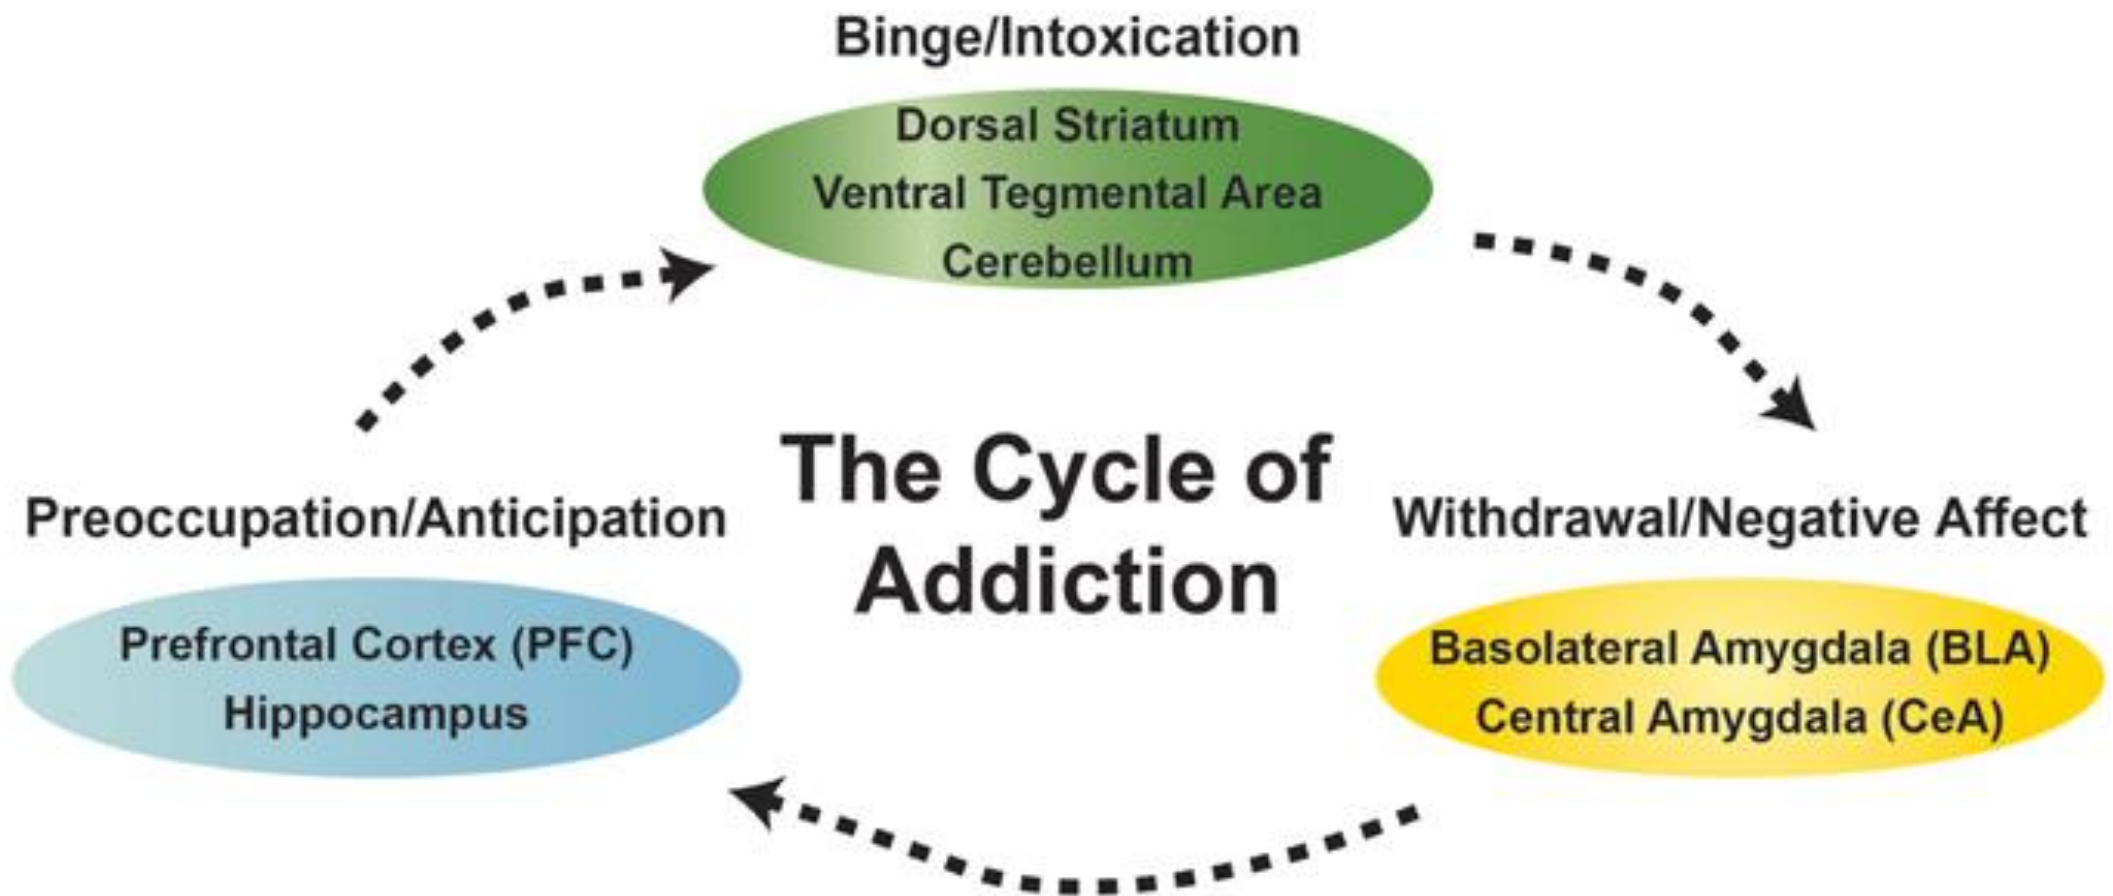 Binge/Intoxication
Dorsal Striatum
Ventral Tegmental Area
Cerebellum
The Cycle of
Addiction
Preoccupation/Anticipation
Prefrontal Cortex (PFC)
Hippocampus
Withdrawal/Negative Affect
Basolateral Amygdala (BLA)
Central Amygdala (CeA)